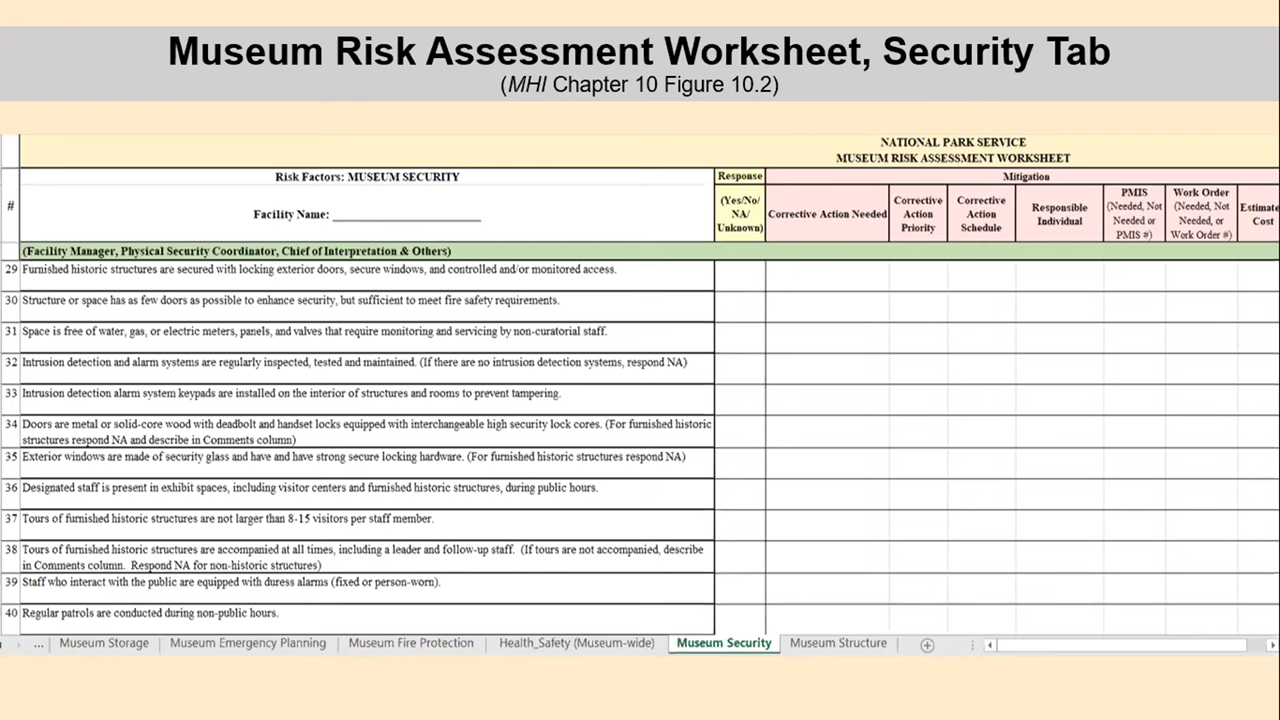 Museum Risk Assessment Worksheet, Security Tab
(MHI Chapter 10 Figure 10.2)
NATIONAL PARK SERVICE
MUSEUM RISK ASSESSMENT WORKSHEET
#
Risk Factors: MUSEUM SECURITY
Facility Name: ____________________
Response
(Yes/No/
NA/
Unknown)
Mitigation
Corrective Action Needed
Corrective
Action
Priority
Corrective
Action
Schedule
Responsible
Individual
PMIS
(Needed, Not
Needed or
PMIS #)
Work Order
(Needed, Not
Needed, or
Work Order #)
Estimate
Cost
(Facility Manager, Physical Security Coordinator, Chief of Interpretation & Others)
29 Furnished historic structures are secured with locking exterior doors, secure windows, and controlled and/or monitored access.
30 Structure or space has as few doors as possible to enhance security, but sufficient to meet fire safety requirements.
31 Space is free of water, gas, or electric meters, panels, and valves that require monitoring and servicing by non-curatorial staff.
32 Intrusion detection and alarm systems are regularly inspected, tested and maintained. (If there are no intrusion detection systems, respond NA)
33 Intrusion detection alarm system keypads are installed on the interior of structures and rooms to prevent tampering.
34 Doors are metal or solid-core wood with deadbolt and handset locks equipped with interchangeable high security lock cores. (For furnished historic
structures respond NA and describe in Comments column)
35 Exterior windows are made of security glass and have and have strong secure locking hardware. (For furnished historic structures respond NA)
36 Designated staff is present in exhibit spaces, including visitor centers and furnished historic structures, during public hours.
37 Tours of furnished historic structures are not larger than 8-15 visitors per staff member.
38 Tours of furnished historic structures are accompanied at all times, including a leader and follow-up staff. (If tours are not accompanied, describe
in Comments column. Respond NA for non-historic structures)
39 Staff who interact with the public are equipped with duress alarms (fixed or person-worn).
40 Regular patrols are conducted during non-public hours.
... Museum Storage Museum Emergency Planning Museum Fire Protection Health_Safety (Museum-wide) Museum Security Museum Structure